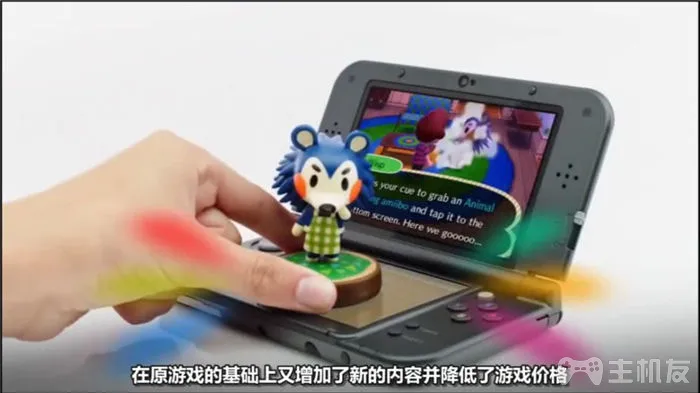 s your cue to grab an Animal
ng amiibo and tap it to the
ttom screen. Here we gooooo...
在原游戏的基础上又增加了新的内容并降低了游戏价格
主机友